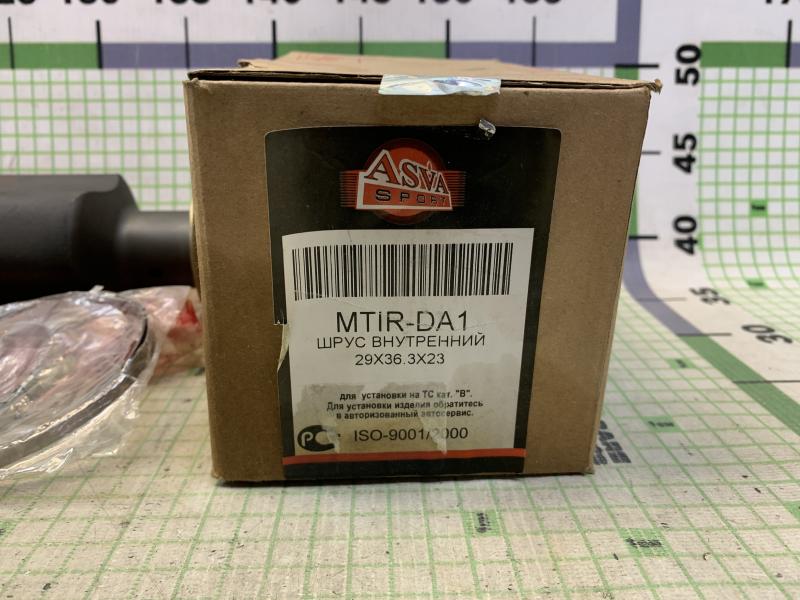 50
45
40
35
30
ASVA
SPORT
MTIR-DA1
ШРУС ВНУТРЕННИЙ
29X36.3X23
для установки на ТС кат. "В".
Для установки изделия обратитесь
в авторизованный автосервис.
ISO-9001/2000